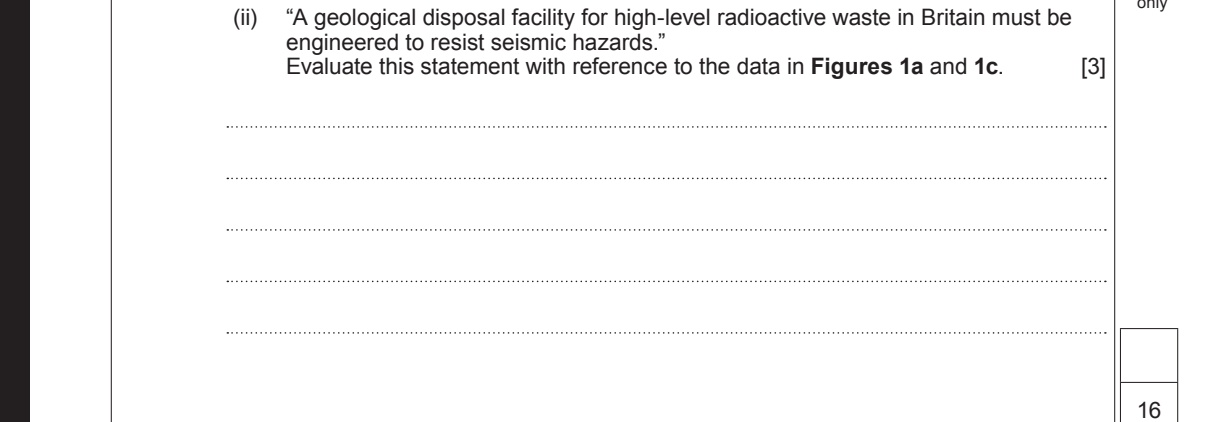 only
(ii) “A geological disposal facility for high-level radioactive waste in Britain must be
engineered to resist seismic hazards.”
Evaluate this statement with reference to the data in Figures 1a and 1c. [3]
16